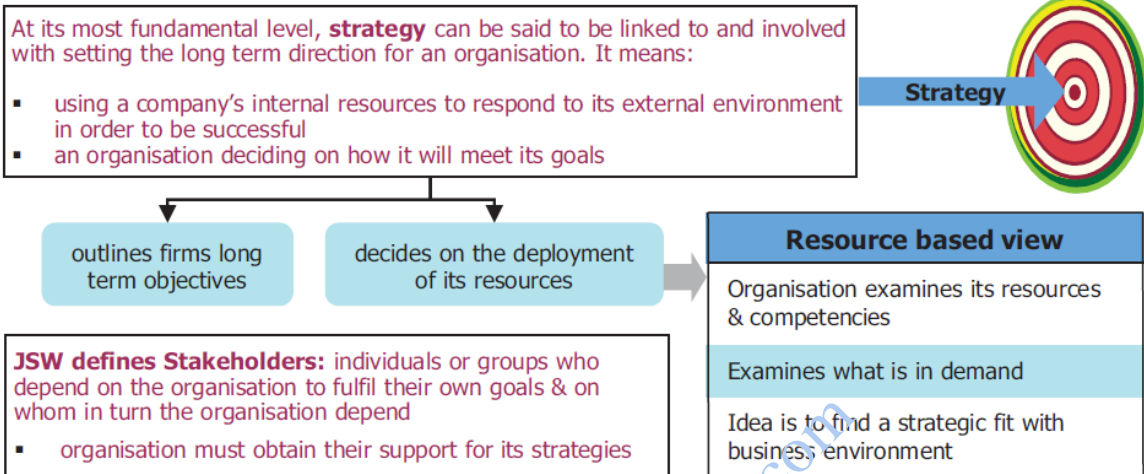 At its most fundamental level, strategy can be said to be linked to and involved
with setting the long term direction for an organisation. It means:
▪ using a company's internal resources to respond to its external environment
in order to be successful
▪ an organisation deciding on how it will meet its goals
Strategy
outlines firms long
term objectives
decides on the deployment
of its resources
Resource based view
Organisation examines its resources
& competencies
Examines what is in demand
Idea is to find a strategic fit with
business environment
JSW defines Stakeholders: individuals or groups who
depend on the organisation to fulfil their own goals & on
whom in turn the organisation depend
▪ organisation must obtain their support for its strategies
com